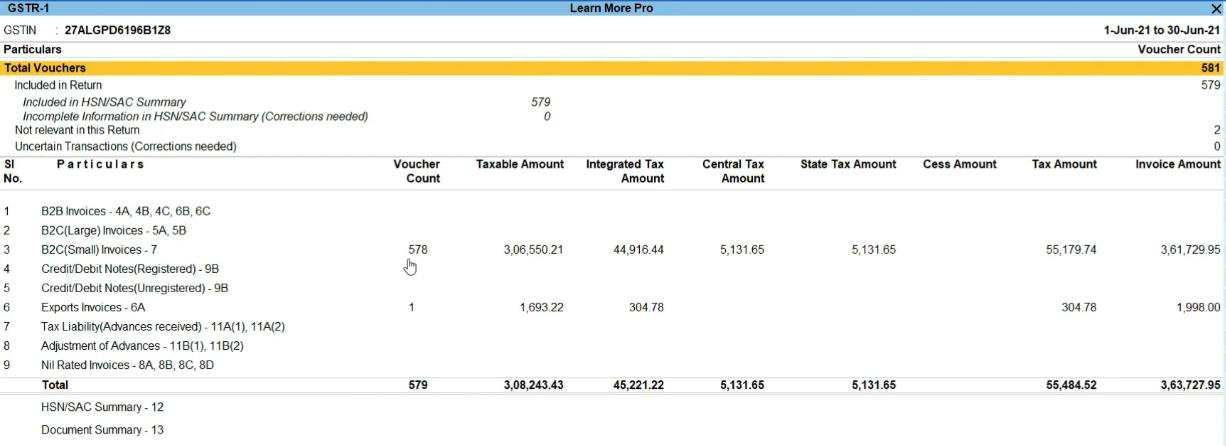 GSTR-1 Learn More Pro ×
GSTIN : 27ALGPD6196B1Z8 1-Jun-21 to 30-Jun-21
Particulars Voucher Count
Total Vouchers 581
Included in Return 579
Included in HSN/SAC Summary 579
Incomplete Information in HSN/SAC Summary (Corrections needed) 0
Not relevant in this Return 2
Uncertain Transactions (Corrections needed) 0
Sl Particulars Voucher Taxable Amount Integrated Tax Central Tax State Tax Amount Cess Amount Tax Amount Invoice Amount
No. Count Amount Amount
1 B2B Invoices - 4A, 4B, 4C, 6B, 6C
2 B2C(Large) Invoices - 5A, 5B
3 B2C(Small) Invoices - 7 578 3,06,550.21 44,916.44 5,131.65 5,131.65 55,179.74 3,61,729.95
4 Credit/Debit Notes(Registered) - 9B
5 Credit/Debit Notes(Unregistered) - 9B
6 Exports Invoices - 6A 1 1,693.22 304.78 304.78 1,998.00
7 Tax Liability(Advances received) - 11A(1), 11A(2)
8 Adjustment of Advances - 11B(1), 11B(2)
9 Nil Rated Invoices - 8A, 8B, 8C, 8D
Total 579 3,08,243.43 45,221.22 5,131.65 5,131.65 55,484.52 3,63,727.95
HSN/SAC Summary - 12
Document Summary - 13